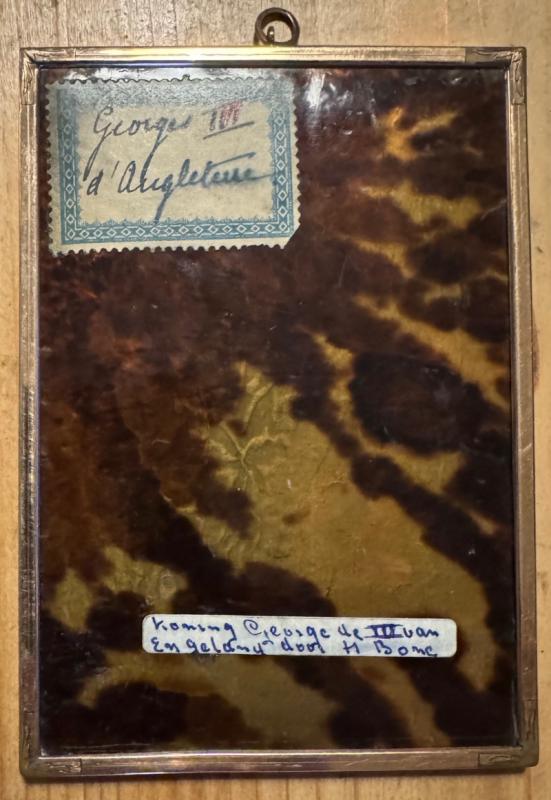 Georges III
d'Angleterre
Koning George de III van
Engeland door H Bone